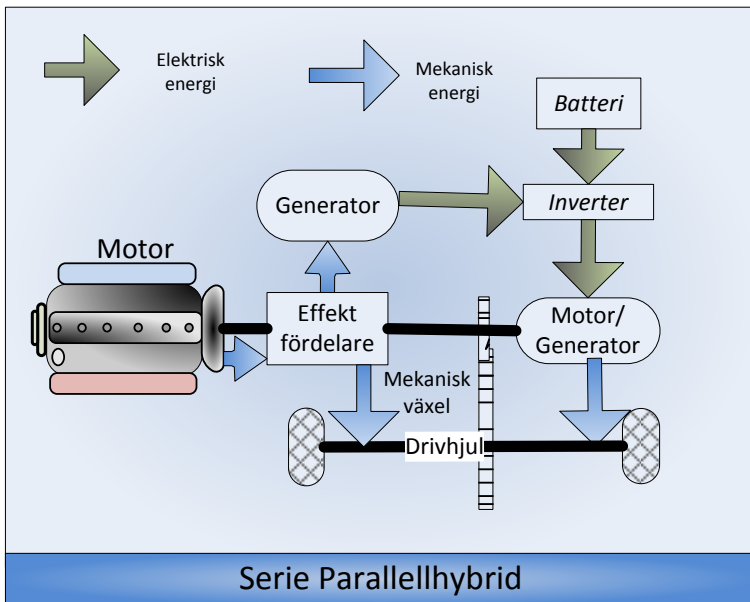 Elektrisk
energi
Mekanisk
energi
Batteri
Generator
Inverter
Motor
Effekt
fördelare
Motor/
Generator
Mekanisk
växel
Drivhjul
Serie Parallellhybrid